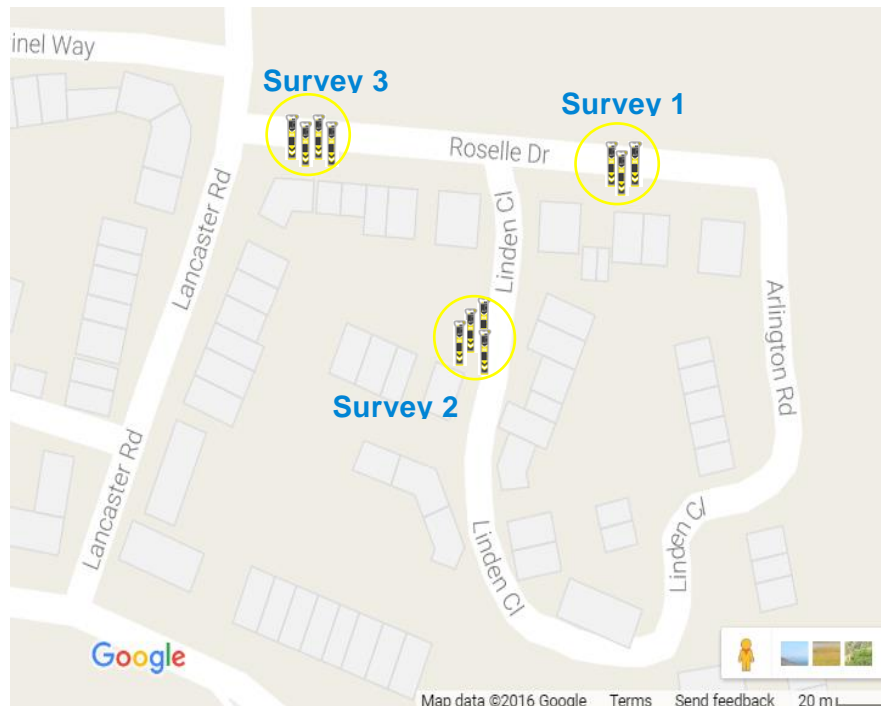 inel Way
Survey 3
Survey 1
Roselle Dr
Linden Cl
Lancaster Rd
Arlington Rd
Survey 2
Lancaster Rd
Linden Cl
Linden Cl
Google
Map data ©2016 Google Terms Send feedback 20 m